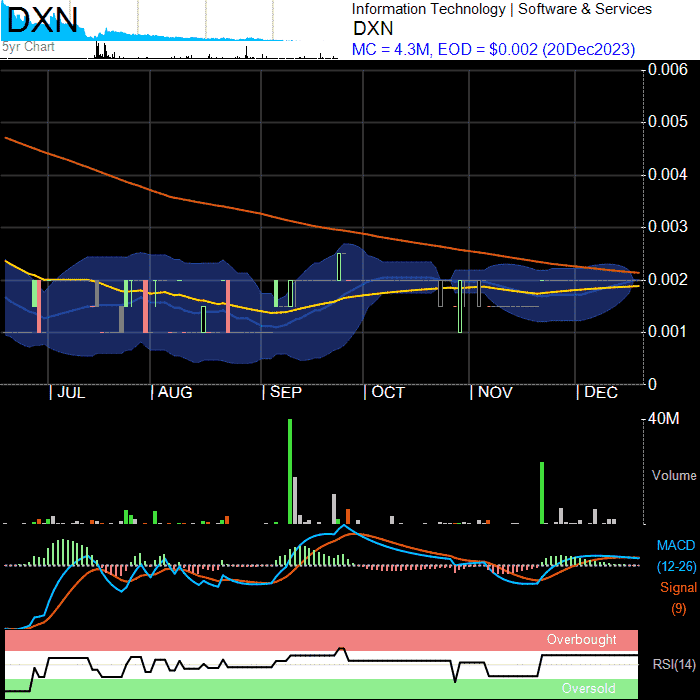 DXN
5yr Chart
Information Technology | Software & Services
DXN
MC = 4.3M, EOD = $0.002 (20Dec2023)
0.006
0.005
0.004
0.003
0.002
0.001
0
| JUL | AUG | SEP | OCT | NOV | DEC
40M
Volume
MACD
(12-26)
Signal
(9)
Overbought
RSI(14)
Oversold